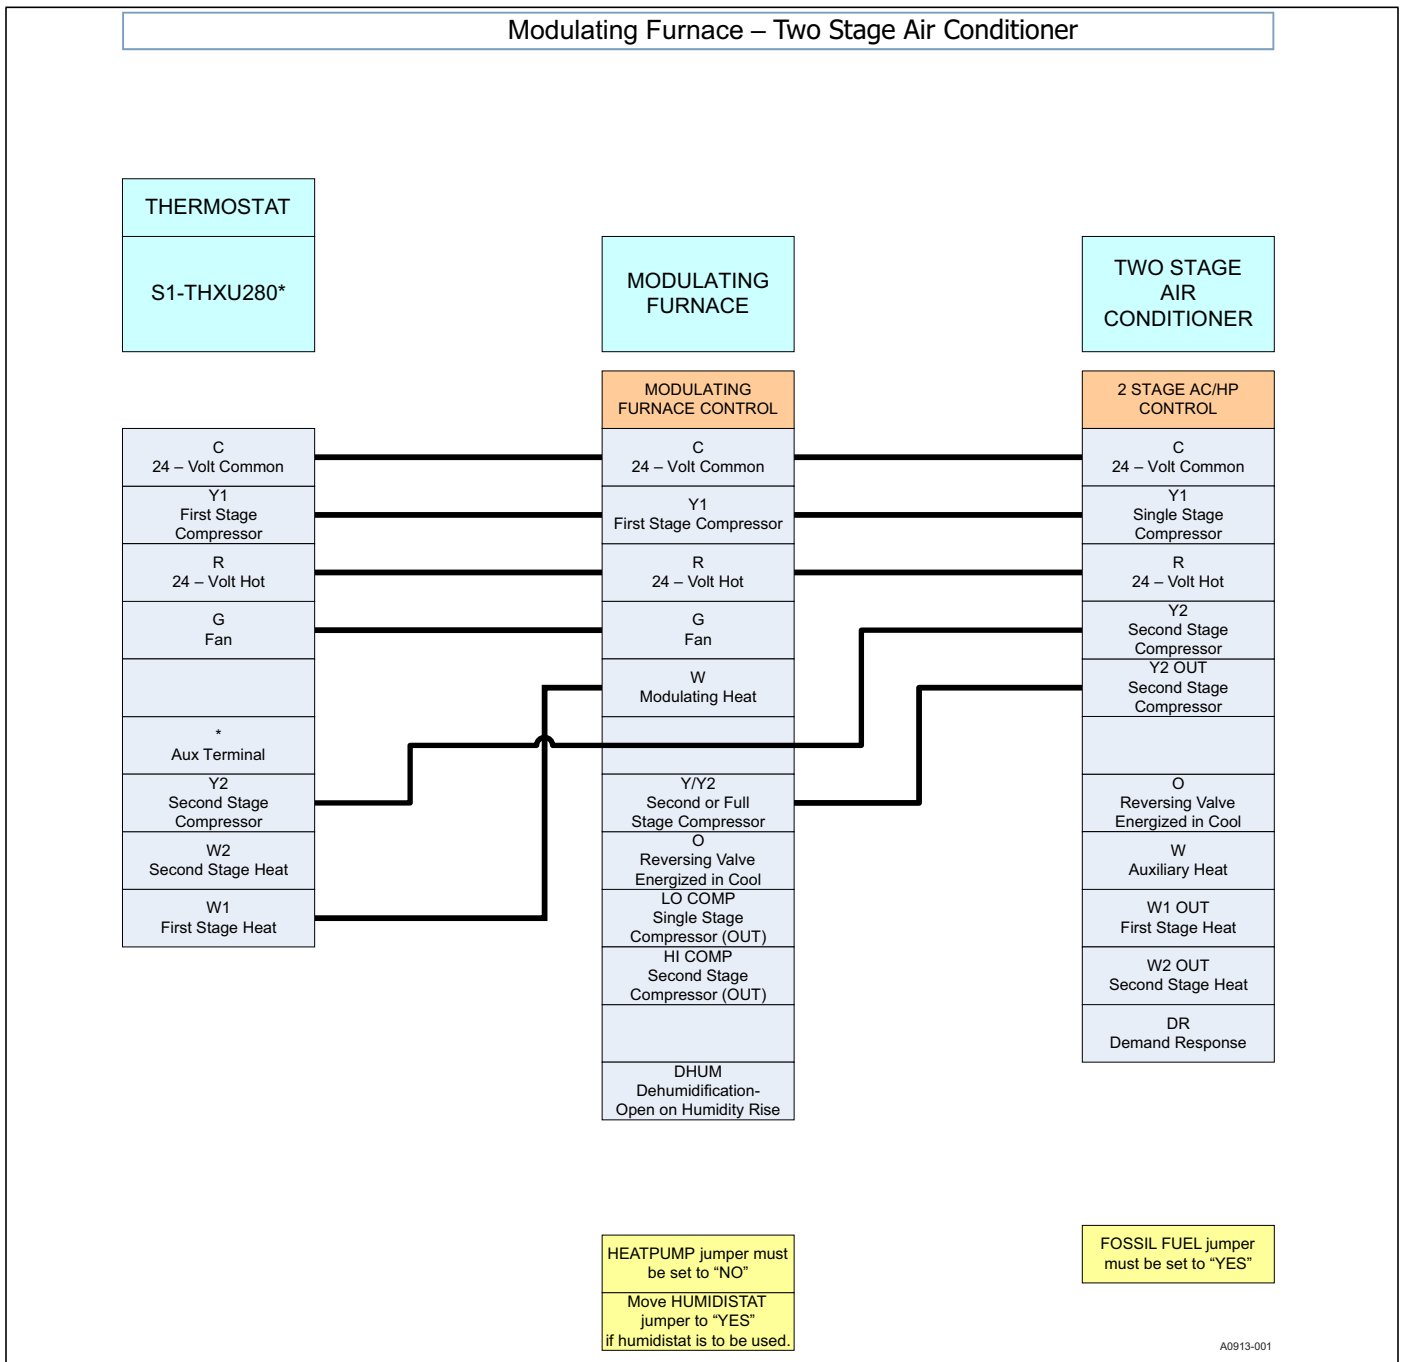 Modulating Furnace – Two Stage Air Conditioner
THERMOSTAT
S1-THXU280*
MODULATING
FURNACE
TWO STAGE
AIR
CONDITIONER
MODULATING
FURNACE CONTROL
2 STAGE AC/HP
CONTROL
C
24 – Volt Common
Y1
First Stage
Compressor
R
24 – Volt Hot
G
Fan
*
Aux Terminal
Y2
Second Stage
Compressor
W2
Second Stage Heat
W1
First Stage Heat
C
24 – Volt Common
Y1
First Stage Compressor
R
24 – Volt Hot
G
Fan
W
Modulating Heat
Y/Y2
Second or Full
Stage Compressor
O
Reversing Valve
Energized in Cool
LO COMP
Single Stage
Compressor (OUT)
HI COMP
Second Stage
Compressor (OUT)
DHUM
Dehumidification-
Open on Humidity Rise
C
24 – Volt Common
Y1
Single Stage
Compressor
R
24 – Volt Hot
Y2
Second Stage
Compressor
Y2 OUT
Second Stage
Compressor
O
Reversing Valve
Energized in Cool
W
Auxiliary Heat
W1 OUT
First Stage Heat
W2 OUT
Second Stage Heat
DR
Demand Response
HEATPUMP jumper must
be set to “NO”
Move HUMIDISTAT
jumper to “YES”
if humidistat is to be used.
FOSSIL FUEL jumper
must be set to “YES”
A0913-001